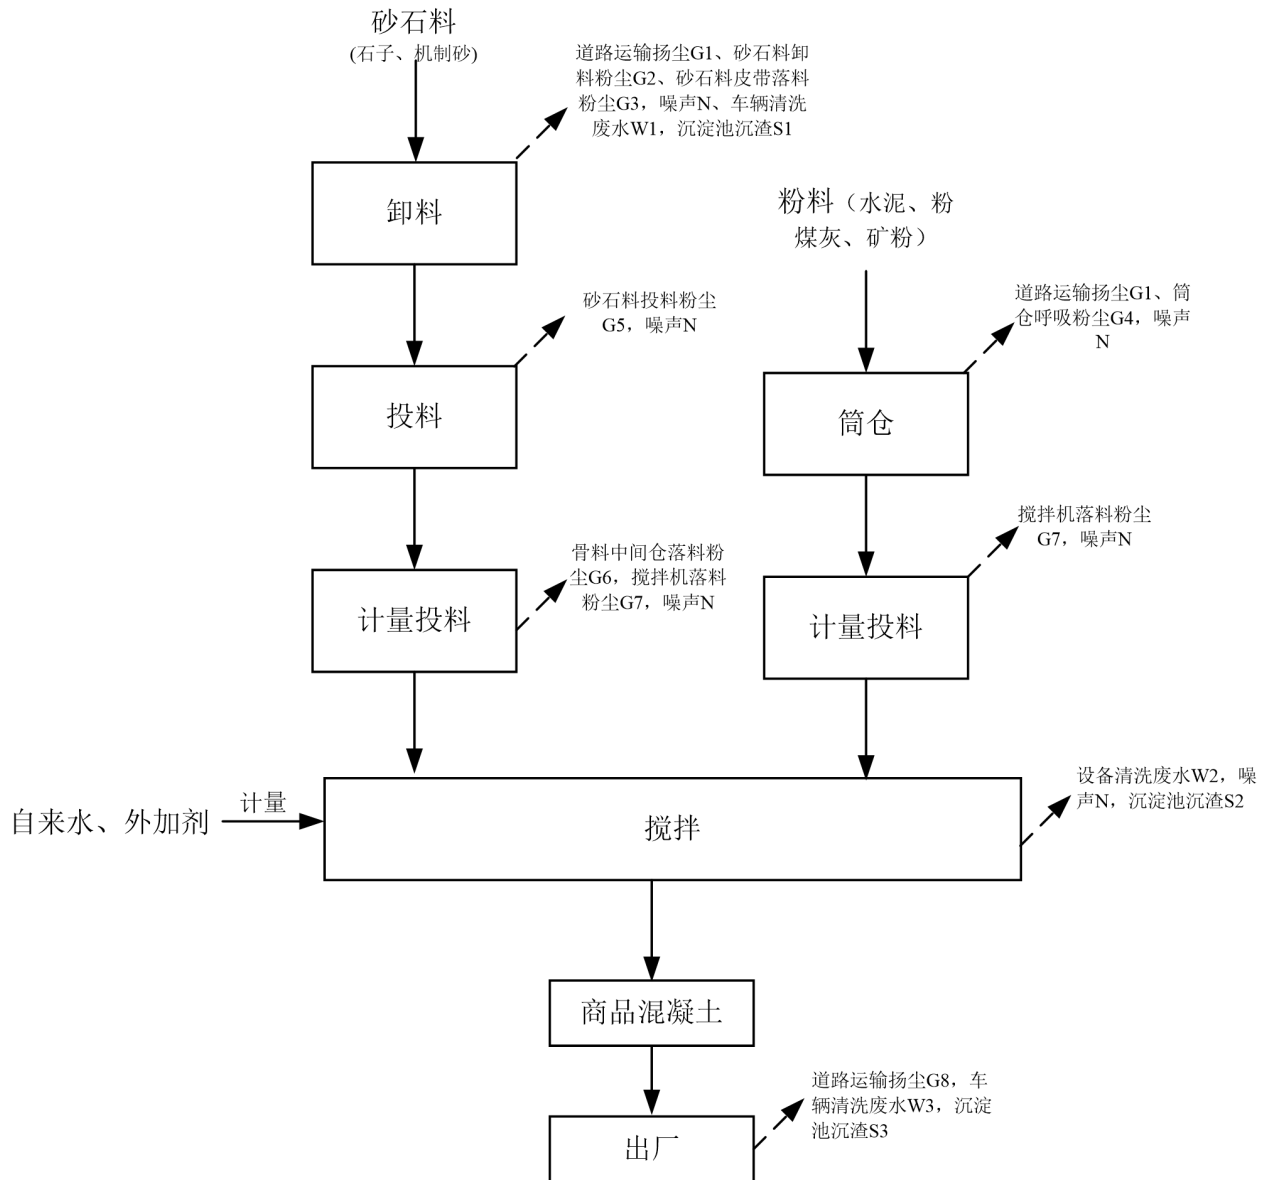 砂石料
(石子、机制砂)
道路运输扬尘G1、砂石料卸
料粉尘G2、砂石料皮带落料
粉尘G3，噪声N、车辆清洗
废水W1，沉淀池沉渣S1
卸料
粉料（水泥、粉
煤灰、矿粉）
砂石料投料粉尘
G5，噪声N
道路运输扬尘G1、筒
仓呼吸粉尘G4，噪声
N
投料
筒仓
搅拌机落料粉尘
G7，噪声N
骨料中间仓落料粉
尘G6，搅拌机落料
粉尘G7，噪声N
计量投料
计量投料
设备清洗废水W2，噪
声N，沉淀池沉渣S2
计量
自来水、外加剂
搅拌
商品混凝土
道路运输扬尘G8，车
辆清洗废水W3，沉淀
池沉渣S3
出厂